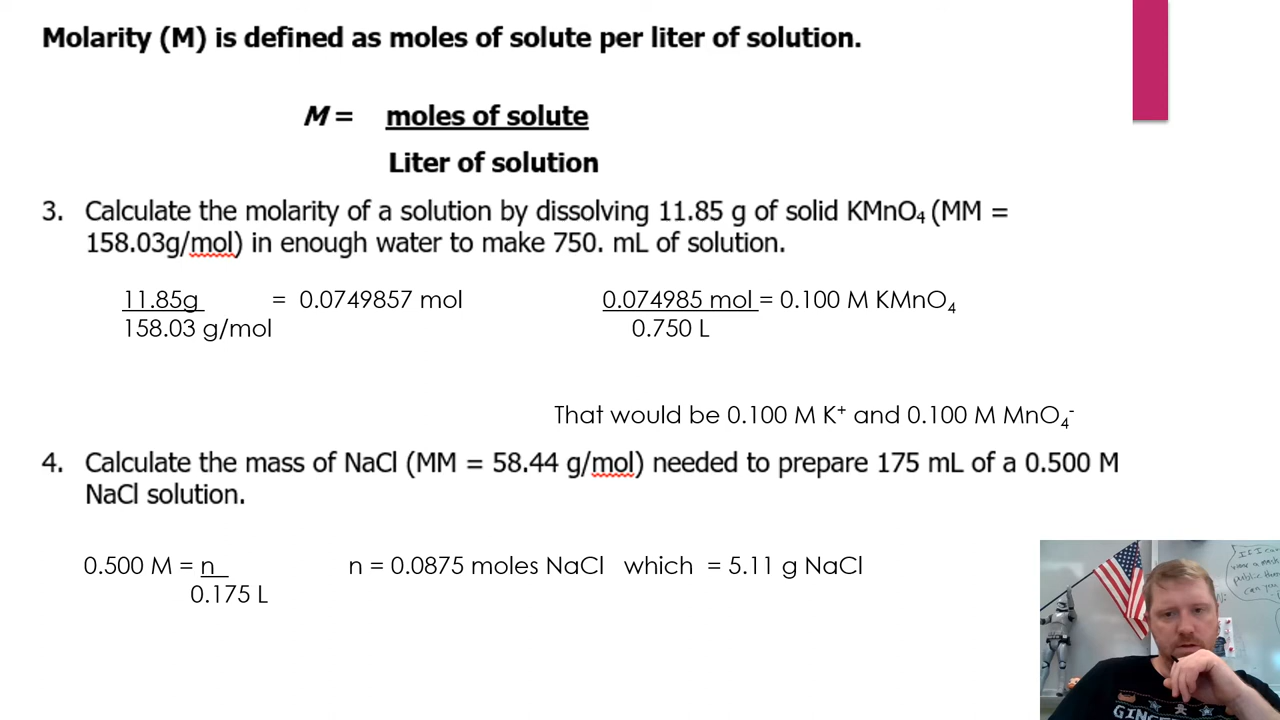 Molarity (M) is defined as moles of solute per liter of solution.
M = moles of solute
Liter of solution
3. Calculate the molarity of a solution by dissolving 11.85 g of solid KMnO₄ (MM =
158.03g/mol) in enough water to make 750. mL of solution.
11.85g = 0.0749857 mol 0.074985 mol = 0.100 M KMnO₄
158.03 g/mol 0.750 L
That would be 0.100 M K⁺ and 0.100 M MnO₄⁻
4. Calculate the mass of NaCl (MM = 58.44 g/mol) needed to prepare 175 mL of a 0.500 M
NaCl solution.
0.500 M = n n = 0.0875 moles NaCl which = 5.11 g NaCl
0.175 L
public
can you